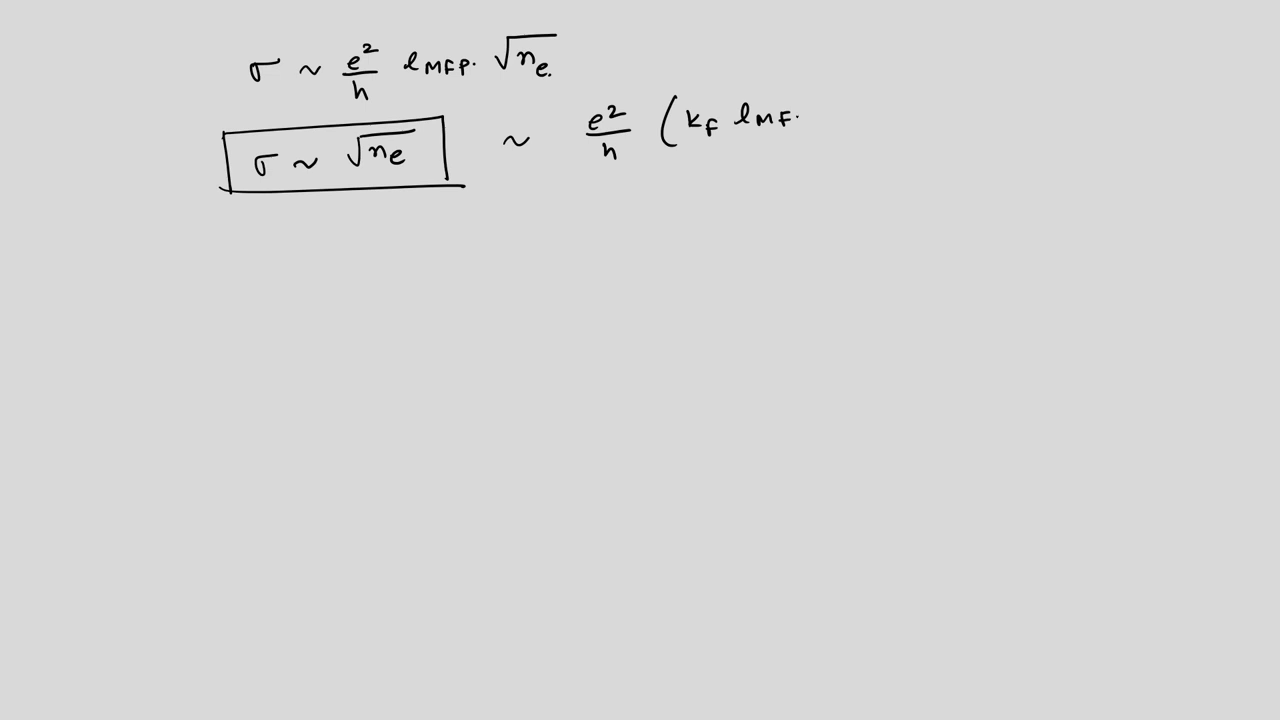 σ ~ e²/h l_MFP. √n_e.
σ ~ √n_e ~ e²/h (k_F l_MF.